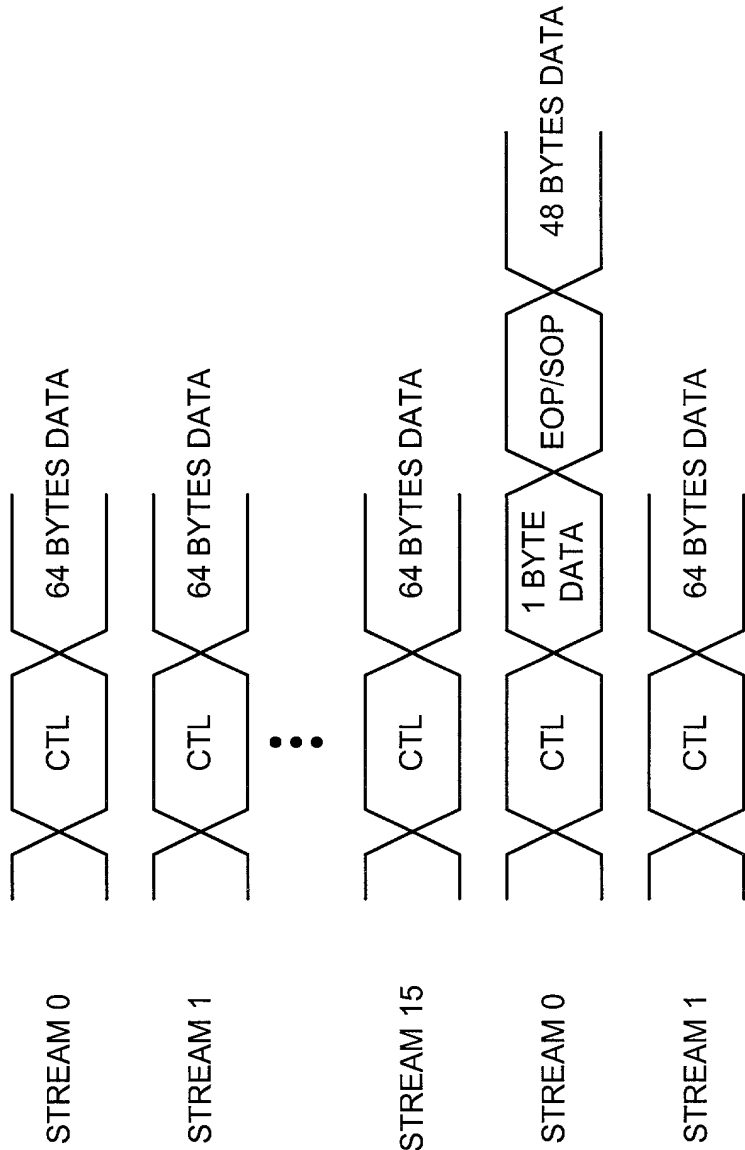 STREAM 0
CTL
64 BYTES DATA
STREAM 1
CTL
64 BYTES DATA
STREAM 15
CTL
64 BYTES DATA
STREAM 0
CTL
1 BYTE
DATA
EOP/SOP
48 BYTES DATA
STREAM 1
CTL
64 BYTES DATA